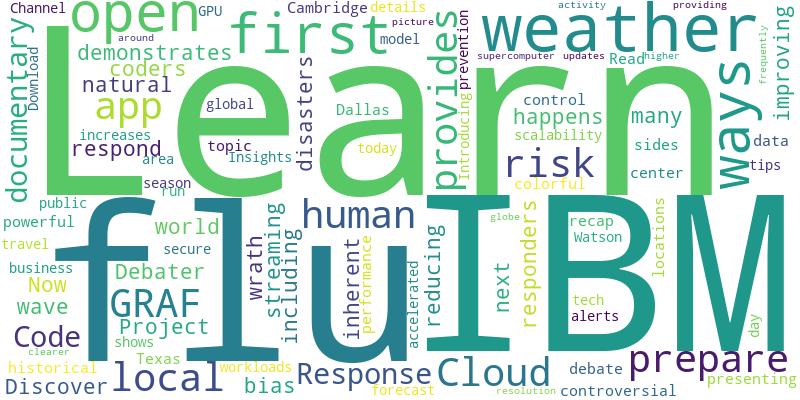 Channel
open
GPU
Cambridge
details
activity
providing
first
picture
model
weather
around
documentary
Download
demonstrates
coders
natural
app
increases
respond
area
season
Learn
global
topic
Insights
disasters
Dallas
today
provides
prevention
introducing
supercomputer
updates
Read
higher
control
happens
scalability
risk
colorful
many
sides
center
ways
frequently
improving
data
tips
public
powerful
travel
business
Now
wave
Code
clearer
historical
Discover
flu
run
world
secure
Debater
GRAF
Project
shows
Texas
local
workloads
bias
wrath
streaming
including
human
inherent
performance
accelerated
reducing
Response
forecast
Cloud
IBM
next
globe
responders
resolution
recap
Watson
tech
alerts
locations
debate
controversial
prepare
presenting
day